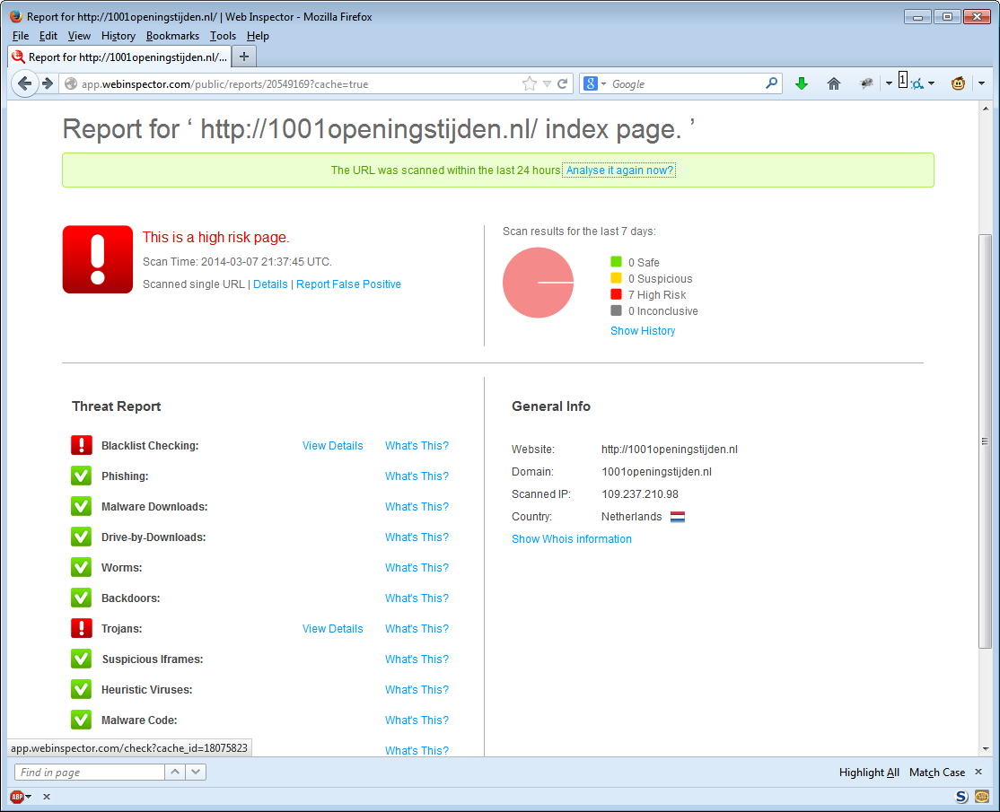 Report for http://1001openingstijden.nl/ | Web Inspector - Mozilla Firefox
File Edit View History Bookmarks Tools Help
Report for http://1001openingstijden.nl/... +
app.webinspector.com/public/reports/20549169?cache=true 8 Google 1
Report for ‘ http://1001openingstijden.nl/ index page. ’
The URL was scanned within the last 24 hours Analyse it again now?
This is a high risk page.
Scan Time: 2014-03-07 21:37:45 UTC.
Scanned single URL | Details | Report False Positive
Scan results for the last 7 days:
0 Safe
0 Suspicious
7 High Risk
0 Inconclusive
Show History
Threat Report
Blacklist Checking: View Details What's This?
Phishing: What's This?
Malware Downloads: What's This?
Drive-by-Downloads: What's This?
Worms: What's This?
Backdoors: What's This?
Trojans: View Details What's This?
Suspicious Iframes: What's This?
Heuristic Viruses: What's This?
Malware Code: What's This?
What's This?
General Info
Website: http://1001openingstijden.nl
Domain: 1001openingstijden.nl
Scanned IP: 109.237.210.98
Country: Netherlands
Show Whois information
app.webinspector.com/check?cache_id=18075823
Find in page Highlight All Match Case
ABP S